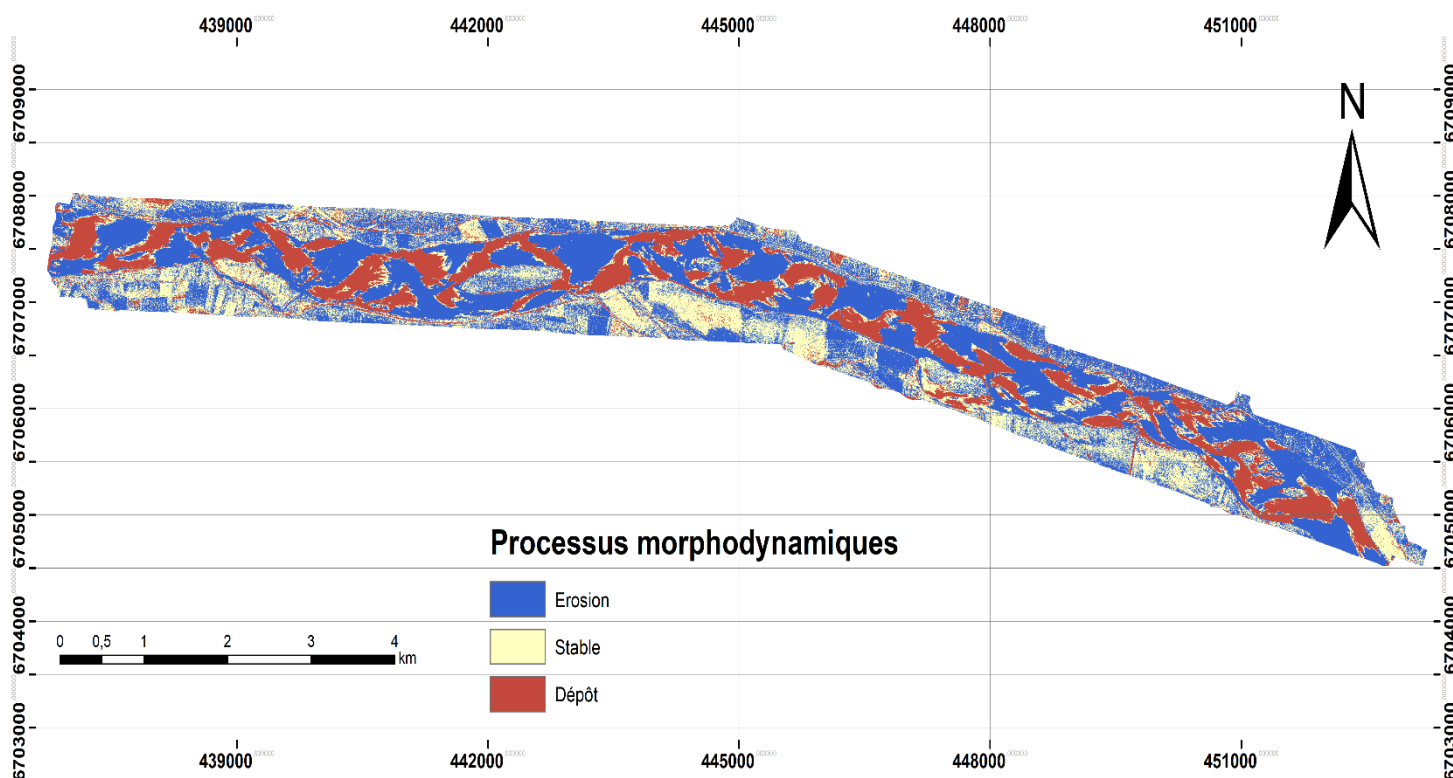 439000 442000 445000 448000 451000
6709000 6709000
N
6708000 6708000
6707000 6707000
6706000 6706000
6705000 6705000
Processus morphodynamiques
Erosion
6704000 6704000
0 0,5 1 2 3 4
km
Stable
Dépôt
6703000 6703000
439000 442000 445000 448000 451000